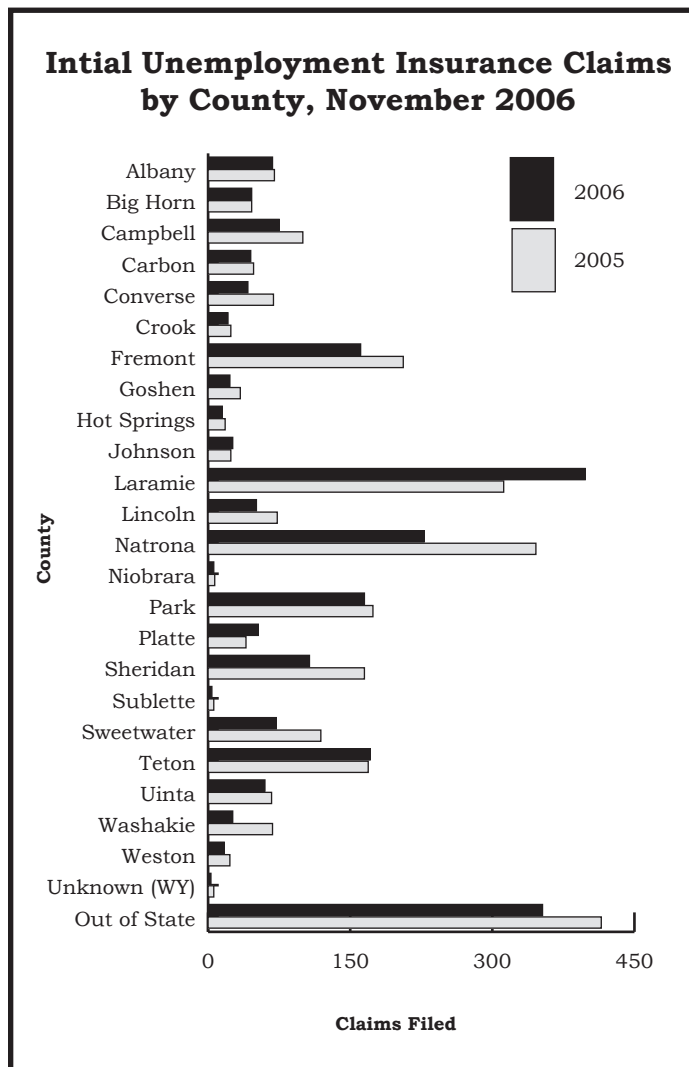 Intial Unemployment Insurance Claims
by County, November 2006
2006
2005
Albany
Big Horn
Campbell
Carbon
Converse
Crook
Fremont
Goshen
Hot Springs
Johnson
Laramie
Lincoln
Natrona
Niobrara
Park
Platte
Sheridan
Sublette
Sweetwater
Teton
Uinta
Washakie
Weston
Unknown (WY)
Out of State
County
0 150 300 450
Claims Filed